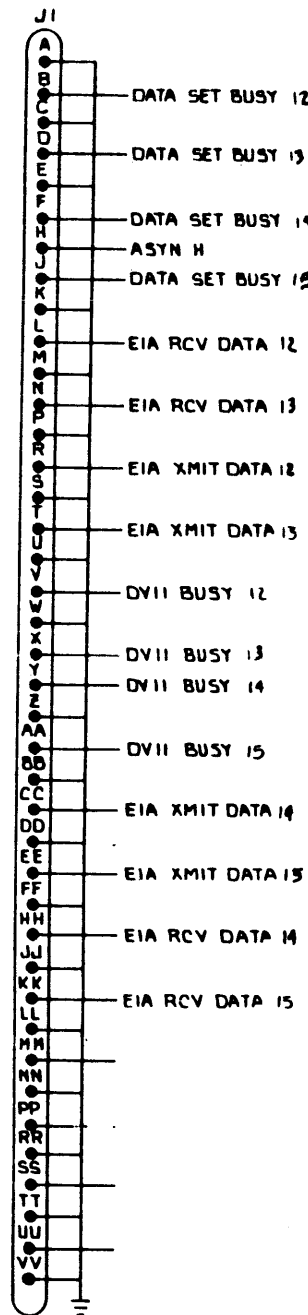 J1
A
B
DATA SET BUSY 12
C
D
DATA SET BUSY 13
E
F
DATA SET BUSY 14
H
ASYN H
J
DATA SET BUSY 15
K
L
EIA RCV DATA 12
M
N
EIA RCV DATA 13
P
R
EIA XMIT DATA 12
S
T
EIA XMIT DATA 13
U
V
DV11 BUSY 12
W
X
DV11 BUSY 13
Y
DV11 BUSY 14
Z
AA
DV11 BUSY 15
BB
CC
EIA XMIT DATA 14
DD
EE
EIA XMIT DATA 15
FF
HH
EIA RCV DATA 14
JJ
KK
EIA RCV DATA 15
LL
MM
NN
PP
RR
SS
TT
UU
VV